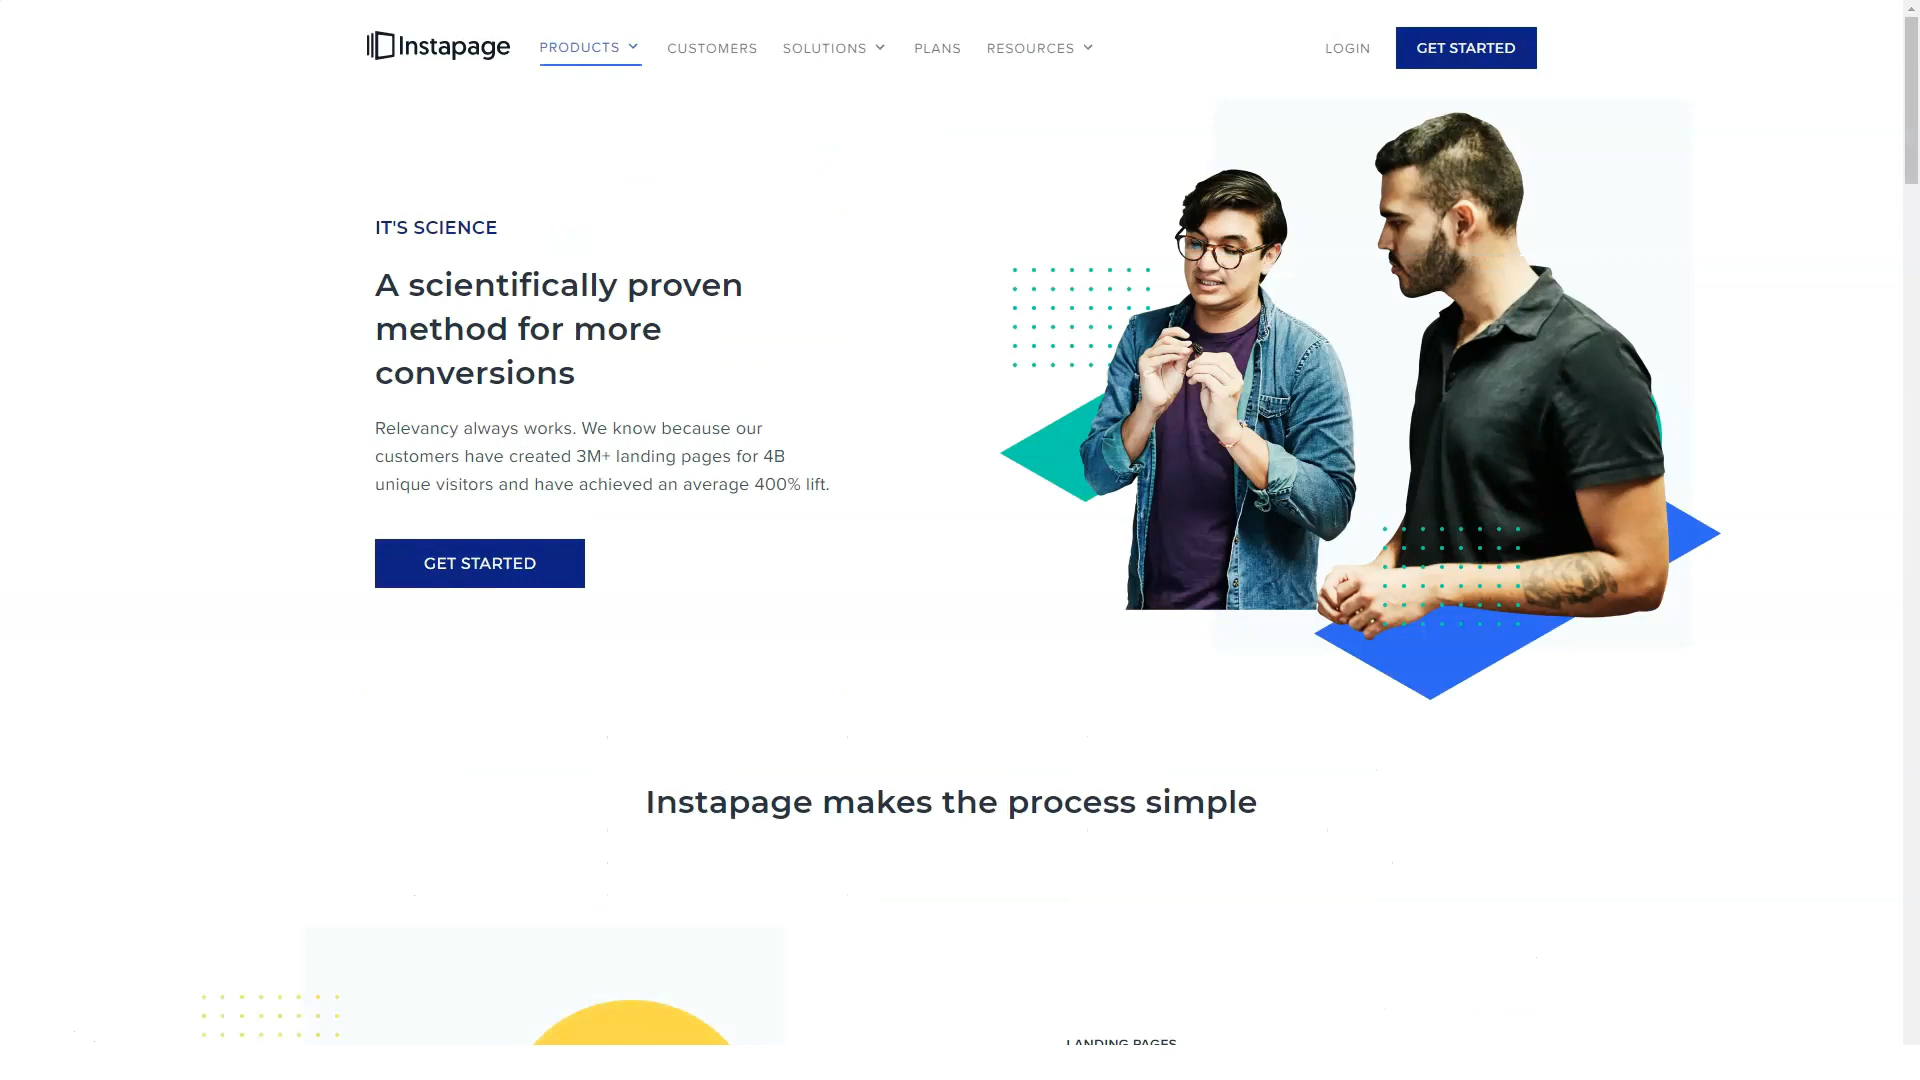 Instapage
PRODUCTS
CUSTOMERS
SOLUTIONS
PLANS
RESOURCES
LOGIN
GET STARTED
IT'S SCIENCE
A scientifically proven
method for more
conversions
Relevancy always works. We know because our
customers have created 3M+ landing pages for 4B
unique visitors and have achieved an average 400% lift.
GET STARTED
Instapage makes the process simple
LANDING PAGES